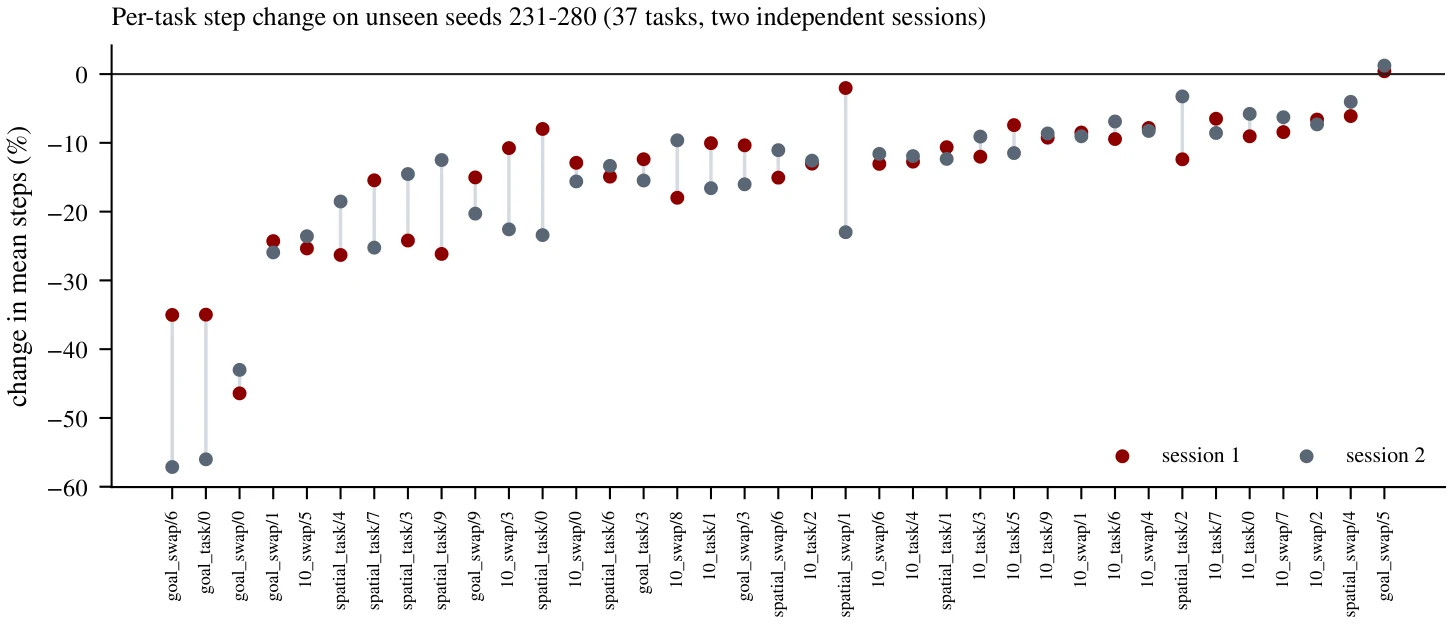 Per-task step change on unseen seeds 231-280 (37 tasks, two independent sessions)
change in mean steps (%)
0
−10
−20
−30
−40
−50
−60
session 1
session 2
goal_swap/6
goal_task/0
goal_swap/0
goal_swap/1
10_swap/5
spatial_task/4
spatial_task/7
spatial_task/3
spatial_task/9
goal_swap/9
10_swap/3
spatial_task/0
10_swap/0
spatial_task/6
goal_task/3
10_swap/8
10_task/1
goal_swap/3
spatial_swap/6
10_task/2
spatial_swap/1
10_swap/6
10_task/4
spatial_task/1
10_task/3
10_task/5
10_task/9
10_swap/1
10_task/6
10_swap/4
spatial_task/2
10_task/7
10_task/0
10_swap/7
10_swap/2
spatial_swap/4
goal_swap/5